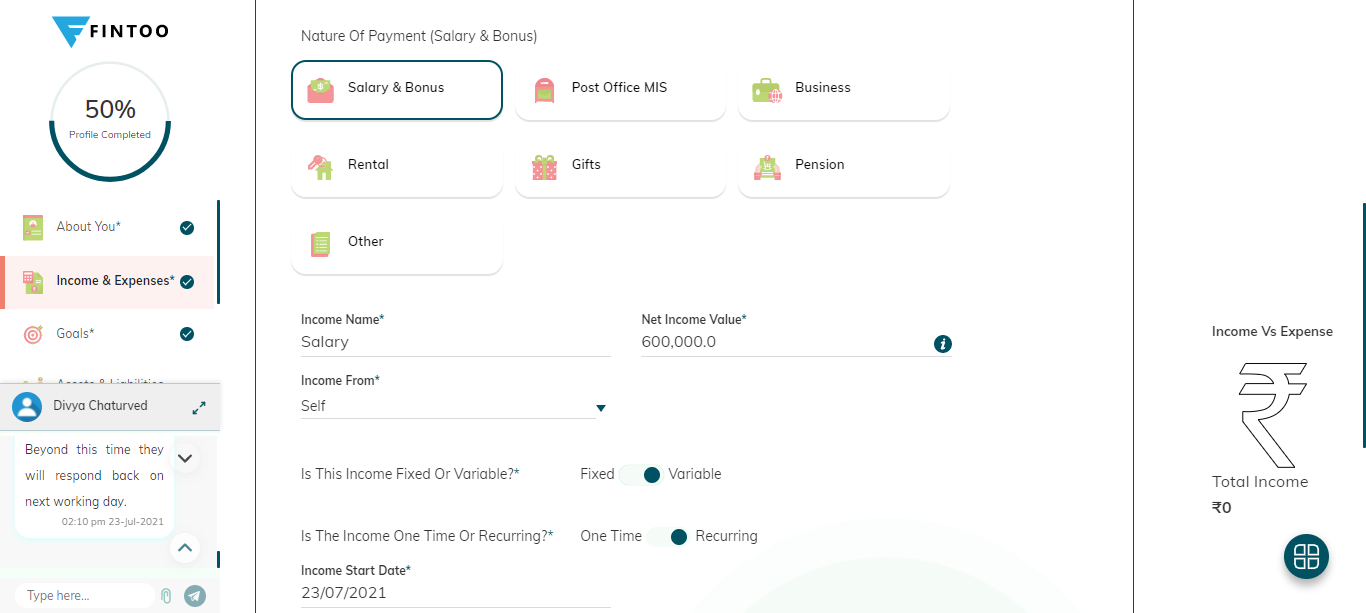 FINTOO
50%
Profile Completed
About You*
Income & Expenses*
Goals*
Assets & Liabilities
Divya Chaturved
Beyond this time they
will respond back on
next working day.
02:10 pm 23-Jul-2021
Type here...
Nature Of Payment (Salary & Bonus)
Salary & Bonus
Post Office MIS
Business
Rental
Gifts
Pension
Other
Income Name*
Salary
Net Income Value*
600,000.0
Income From*
Self
Is This Income Fixed Or Variable?*
Fixed
Variable
Is The Income One Time Or Recurring?*
One Time
Recurring
Income Start Date*
23/07/2021
Income Vs Expense
₹
Total Income
₹0